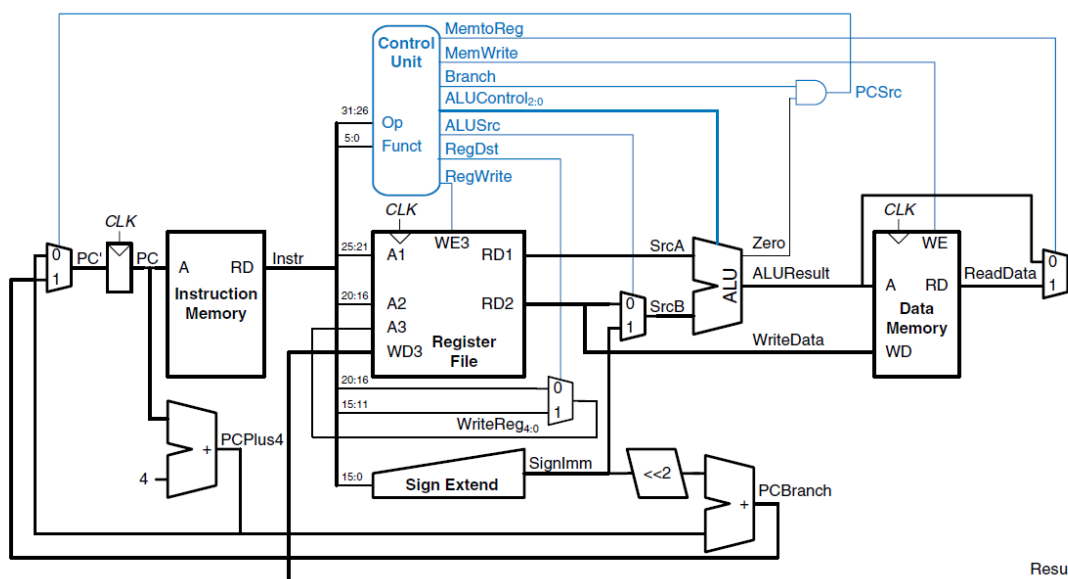 Control
Unit
MemtoReg
MemWrite
Branch
ALUControl2:0
PCSrc
31:26
Op
ALUSrc
5:0
Funct
RegDst
RegWrite
CLK
CLK
CLK
0
1
PC'
PC
A
RD
Instr
Instruction
Memory
25:21
A1
WE3
RD1
SrcA
Zero
WE
0
1
ALU
ALUResult
A
RD
ReadData
Data
Memory
20:16
A2
RD2
0
1
SrcB
A3
Register
File
WD3
WriteData
WD
20:16
0
15:11
1
WriteReg4:0
PCPlus4
+
4
SignImm
15:0
Sign Extend
<<2
PCBranch
+
Resu